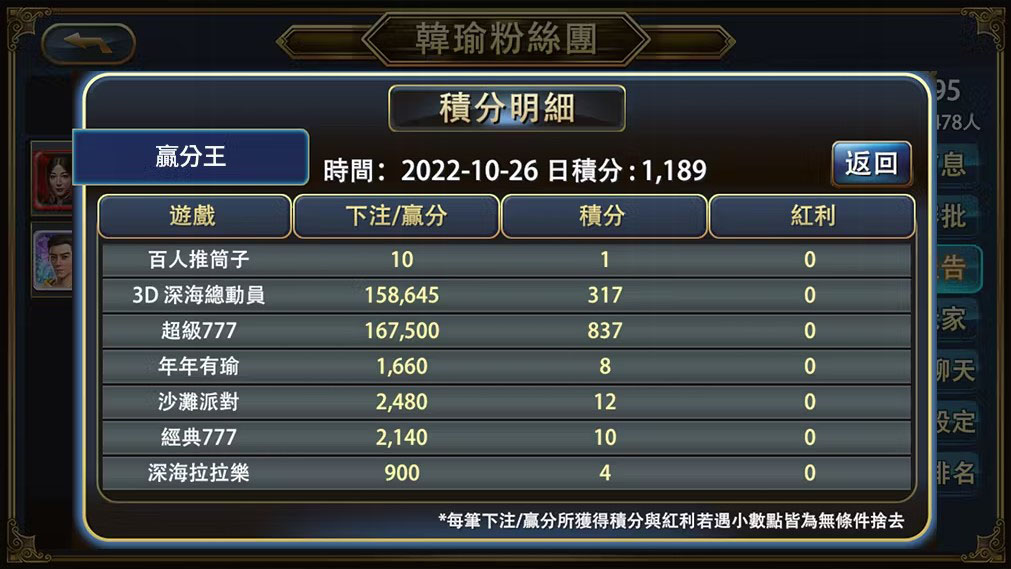 韓瑜粉絲團
積分明細
贏分王
時間：2022-10-26 日積分：1,189
返回
遊戲 下注/贏分 積分 紅利
百人推筒子 10 1 0
3D 深海總動員 158,645 317 0
超級777 167,500 837 0
年年有瑜 1,660 8 0
沙灘派對 2,480 12 0
經典777 2,140 10 0
深海拉拉樂 900 4 0
*每筆下注/贏分所獲得積分與紅利若遇小數點皆為無條件捨去
95
478人
息
批
告
家
聊天
設定
排名